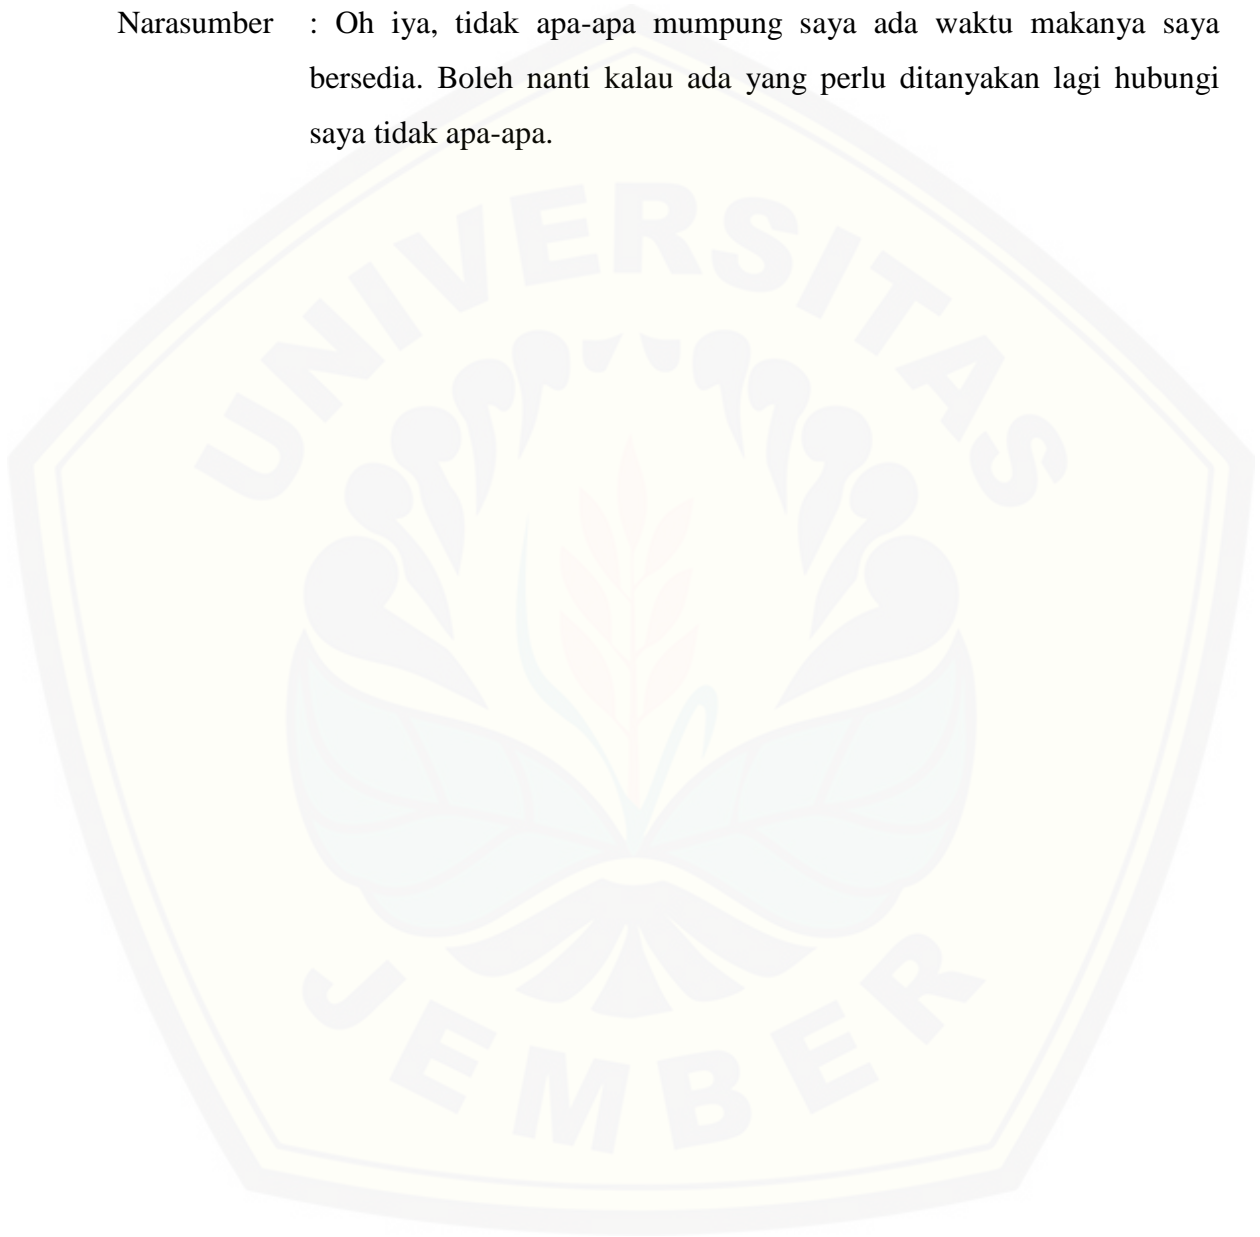 Narasumber : Oh iya, tidak apa-apa mumpung saya ada waktu makanya saya
bersedia. Boleh nanti kalau ada yang perlu ditanyakan lagi hubungi
saya tidak apa-apa.
UNIVERSITAS
JEMBER